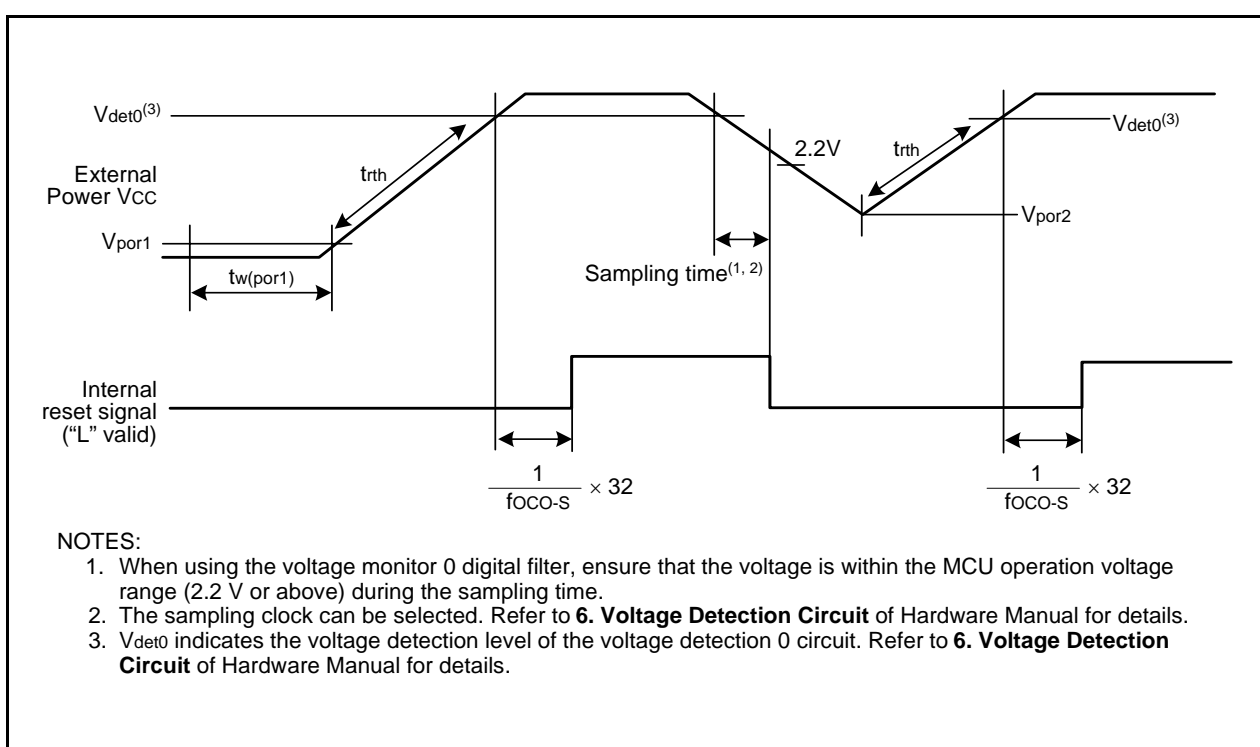 Vdet0(3)
Vdet0(3)
2.2V
trth
trth
External
Power VCC
Vpor2
Vpor1
Sampling time(1, 2)
tw(por1)
Internal
reset signal
(“L” valid)
1
fOCO-S
× 32
1
fOCO-S
× 32
NOTES:
1. When using the voltage monitor 0 digital filter, ensure that the voltage is within the MCU operation voltage
range (2.2 V or above) during the sampling time.
2. The sampling clock can be selected. Refer to 6. Voltage Detection Circuit of Hardware Manual for details.
3. Vdet0 indicates the voltage detection level of the voltage detection 0 circuit. Refer to 6. Voltage Detection
Circuit of Hardware Manual for details.